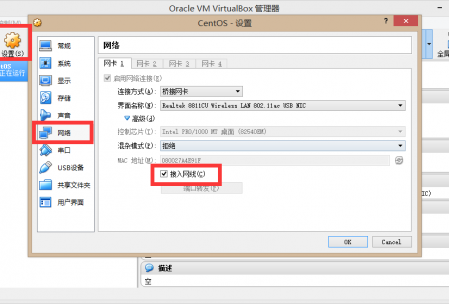 Oracle VM VirtualBox 管理器
CentOS - 设置
设置(S)
正在运行
常规
系统
显示
存储
声音
网络
串口
USB设备
共享文件夹
用户界面
网络
网卡 1 网卡 2 网卡 3 网卡 4
启用网络连接(E)
连接方式(A): 桥接网卡
界面名称(N): Realtek 8811CU Wireless LAN 802.11ac USB NIC
高级(d)
控制芯片(T): Intel PRO/1000 MT 桌面 (82540EM)
混杂模式(P): 拒绝
MAC 地址(M): 080027A4E91F
接入网线(C)
端口转发(P)
OK Cancel
全局
NIC)
描述
空